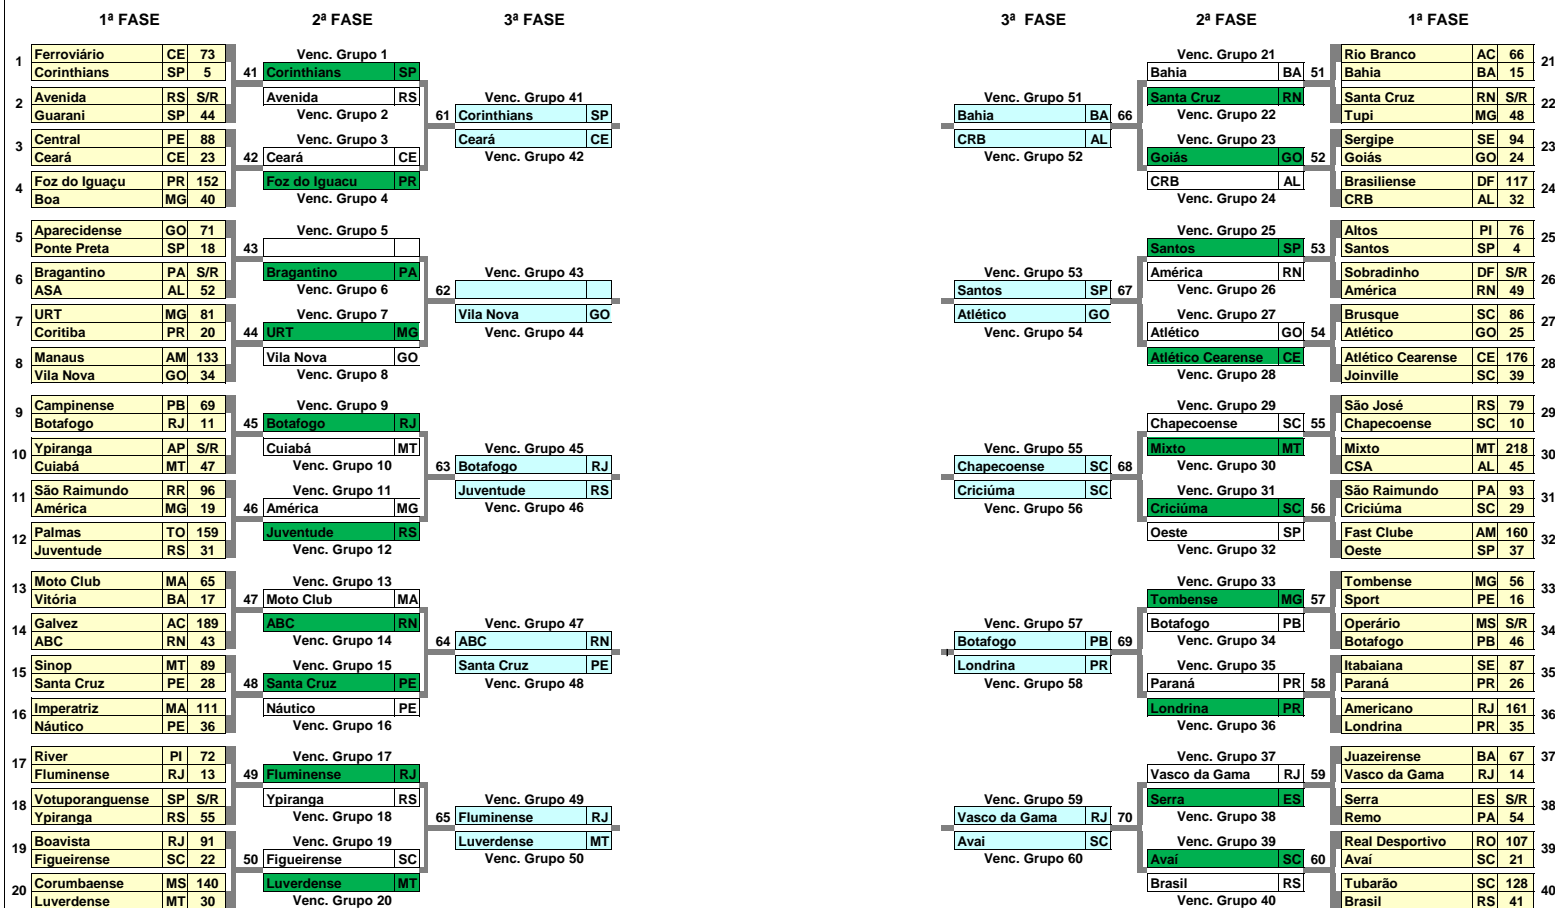 1ª FASE 2ª FASE 3ª FASE 3ª FASE 2ª FASE 1ª FASE
Ferroviário CE 73 Venc. Grupo 1 Venc. Grupo 21 Rio Branco AC 66
1 21
Corinthians SP 5 41 Corinthians SP Bahia BA 51 Bahia BA 15
Avenida RS S/R Avenida RS Venc. Grupo 41 Venc. Grupo 51 Santa Cruz RN Santa Cruz RN S/R
2 22
Guarani SP 44 Venc. Grupo 2 61 Corinthians SP Bahia BA 66 Venc. Grupo 22 Tupi MG 48
Central PE 88 Venc. Grupo 3 Ceará CE CRB AL Venc. Grupo 23 Sergipe SE 94
3 23
Ceará CE 23 42 Ceará CE Venc. Grupo 42 Venc. Grupo 52 Goiás GO 52 Goiás GO 24
Foz do Iguaçu PR 152 Foz do Iguacu PR CRB AL Brasiliense DF 117
4 24
Boa MG 40 Venc. Grupo 4 Venc. Grupo 24 CRB AL 32
Aparecidense GO 71 Venc. Grupo 5 Venc. Grupo 25 Altos PI 76
5 25
Ponte Preta SP 18 43 Santos SP 53 Santos SP 4
Bragantino PA S/R Bragantino PA Venc. Grupo 43 Venc. Grupo 53 América RN Sobradinho DF S/R
6 26
ASA AL 52 Venc. Grupo 6 62 Santos SP 67 Venc. Grupo 26 América RN 49
URT MG 81 Venc. Grupo 7 Vila Nova GO Atlético GO Venc. Grupo 27 Brusque SC 86
7 27
Coritiba PR 20 44 URT MG Venc. Grupo 44 Venc. Grupo 54 Atlético GO 54 Atlético GO 25
Manaus AM 133 Vila Nova GO Atlético Cearense CE Atlético Cearense CE 176
8 28
Vila Nova GO 34 Venc. Grupo 8 Venc. Grupo 28 Joinville SC 39
Campinense PB 69 Venc. Grupo 9 Venc. Grupo 29 São José RS 79
9 29
Botafogo RJ 11 45 Botafogo RJ Chapecoense SC 55 Chapecoense SC 10
Ypiranga AP S/R Cuiabá MT Venc. Grupo 45 Venc. Grupo 55 Mixto MT Mixto MT 218
10 30
Cuiabá MT 47 Venc. Grupo 10 63 Botafogo RJ Chapecoense SC 68 Venc. Grupo 30 CSA AL 45
São Raimundo RR 96 Venc. Grupo 11 Juventude RS Criciúma SC Venc. Grupo 31 São Raimundo PA 93
11 31
América MG 19 46 América MG Venc. Grupo 46 Venc. Grupo 56 Criciúma SC 56 Criciúma SC 29
Palmas TO 159 Juventude RS Oeste SP Fast Clube AM 160
12 32
Juventude RS 31 Venc. Grupo 12 Venc. Grupo 32 Oeste SP 37
Moto Club MA 65 Venc. Grupo 13 Venc. Grupo 33 Tombense MG 56
13 33
Vitória BA 17 47 Moto Club MA Tombense MG 57 Sport PE 16
Galvez AC 189 ABC RN Venc. Grupo 47 Venc. Grupo 57 Botafogo PB Operário MS S/R
14 34
ABC RN 43 Venc. Grupo 14 64 ABC RN Botafogo PB 69 Venc. Grupo 34 Botafogo PB 46
Sinop MT 89 Venc. Grupo 15 Santa Cruz PE Londrina PR Venc. Grupo 35 Itabaiana SE 87
15 35
Santa Cruz PE 28 48 Santa Cruz PE Venc. Grupo 48 Venc. Grupo 58 Paraná PR 58 Paraná PR 26
Imperatriz MA 111 Náutico PE Londrina PR Americano RJ 161
16 36
Náutico PE 36 Venc. Grupo 16 Venc. Grupo 36 Londrina PR 35
River PI 72 Venc. Grupo 17 Venc. Grupo 37 Juazeirense BA 67 37
17
Fluminense RJ 13 49 Fluminense RJ Vasco da Gama RJ 59 Vasco da Gama RJ 14
Votuporanguense SP S/R Ypiranga RS Venc. Grupo 49 Venc. Grupo 59 Serra ES Serra ES S/R
18 38
Ypiranga RS 55 Venc. Grupo 18 65 Fluminense RJ Vasco da Gama RJ 70 Venc. Grupo 38 Remo PA 54
Boavista RJ 91 Venc. Grupo 19 Luverdense MT Avai SC Venc. Grupo 39 Real Desportivo RO 107
19 39
Figueirense SC 22 50 Figueirense SC Venc. Grupo 50 Venc. Grupo 60 Avaí SC 60 Avaí SC 21
Corumbaense MS 140 Luverdense MT Brasil RS Tubarão SC 128
20 40
Luverdense MT 30 Venc. Grupo 20 Venc. Grupo 40 Brasil RS 41